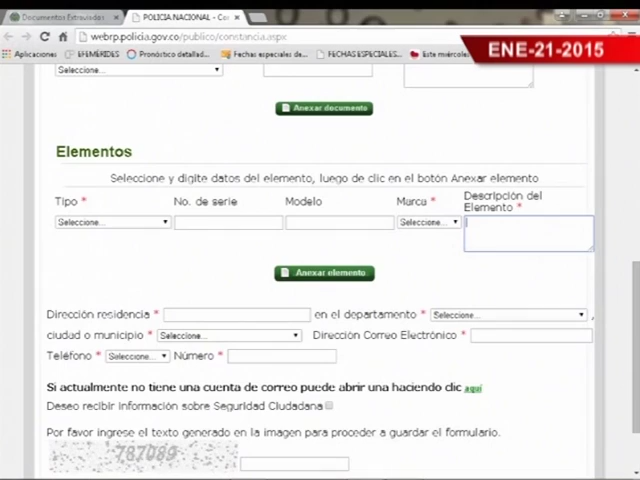 Documentos Extraviados
POLICIA NACIONAL - Con
webrp.policia.gov.co/publico/constancia.aspx
Aplicaciones EFEMÉRIDES Pronóstico detallad... Fechas especiales... FECHAS ESPECIALES... Este miércoles
ENE-21-2015
Seleccione...
Anexar documento
Elementos
Seleccione y digite datos del elemento, luego de clic en el botón Anexar elemento
Tipo * No. de serie Modelo Marca * Descripción del Elemento *
Seleccione... Seleccione...
Anexar elemento
Dirección residencia * en el departamento * Seleccione...
ciudad o municipio * Seleccione... Dirección Correo Electrónico *
Teléfono * Seleccione... Número *
Si actualmente no tiene una cuenta de correo puede abrir una haciendo clic aquí
Deseo recibir información sobre Seguridad Ciudadana
Por favor ingrese el texto generado en la imagen para proceder a guardar el formulario.
787089